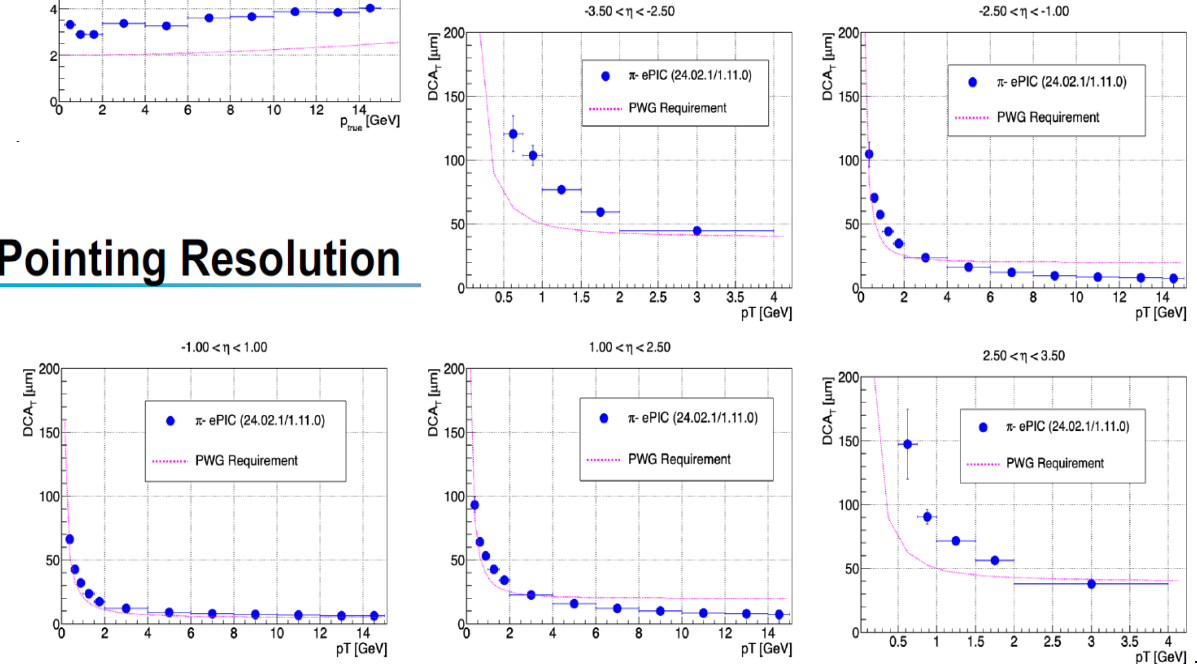 4
2
0
0 2 4 6 8 10 12 14
p_true [GeV]
-3.50 < η < -2.50
DCA_T [μm]
200
150
100
50
0
π- ePIC (24.02.1/1.11.0)
PWG Requirement
0.5 1 1.5 2 2.5 3 3.5 4
pT [GeV]
-2.50 < η < -1.00
DCA_T [μm]
200
150
100
50
0
π- ePIC (24.02.1/1.11.0)
PWG Requirement
0 2 4 6 8 10 12 14
pT [GeV]
Pointing Resolution
-1.00 < η < 1.00
DCA_T [μm]
200
150
100
50
0
π- ePIC (24.02.1/1.11.0)
PWG Requirement
0 2 4 6 8 10 12 14
pT [GeV]
1.00 < η < 2.50
DCA_T [μm]
200
150
100
50
0
π- ePIC (24.02.1/1.11.0)
PWG Requirement
0 2 4 6 8 10 12 14
pT [GeV]
2.50 < η < 3.50
DCA_T [μm]
200
150
100
50
0
π- ePIC (24.02.1/1.11.0)
PWG Requirement
0.5 1 1.5 2 2.5 3 3.5 4
pT [GeV]